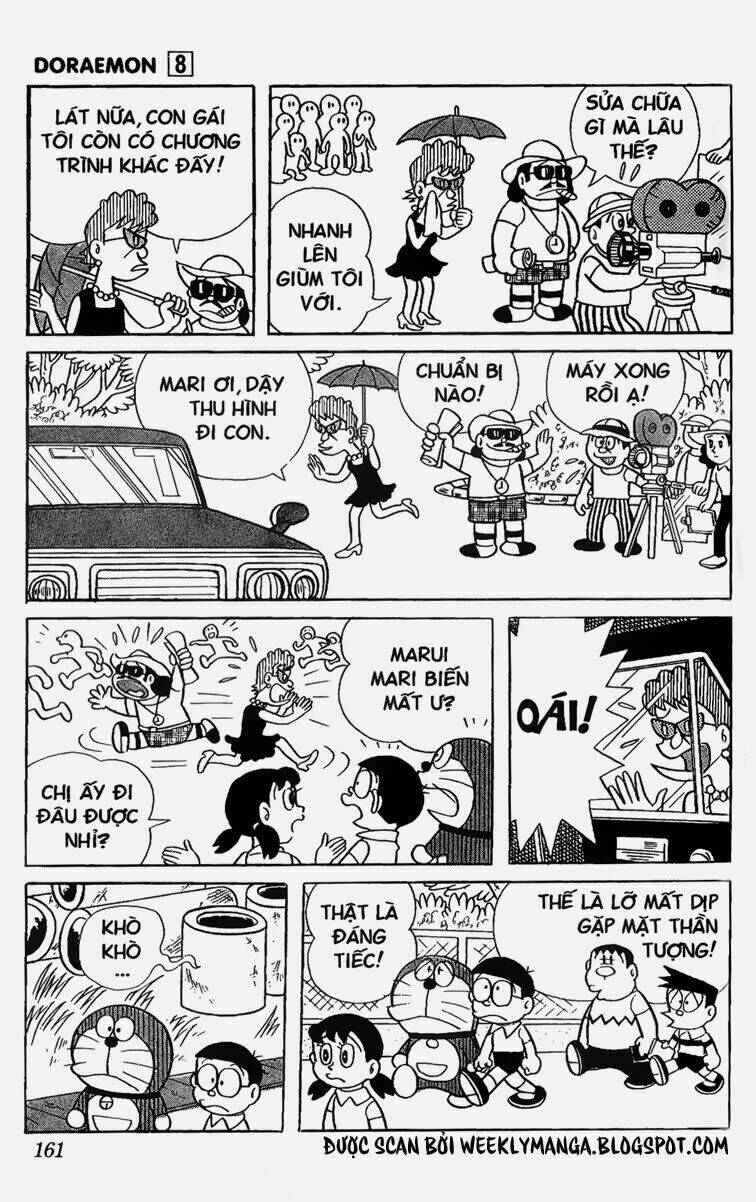 DORAEMON 8
LÁT NỮA, CON GÁI
TÔI CÒN CÓ CHƯƠNG
TRÌNH KHÁC ĐẤY!
SỬA CHỮA
GÌ MÀ LÂU
THẾ?
NHANH
LÊN
GIÙM TÔI
VỚI.
MARI ƠI, DẬY
THU HÌNH
ĐI CON.
CHUẨN BỊ
NÀO!
MÁY XONG
RỒI Ạ!
MARUI
MARI BIẾN
MẤT Ư?
CHỊ ẤY ĐI
ĐÂU ĐƯỢC
NHỈ?
OÁI!
KHÒ
KHÒ
...
THẬT LÀ
ĐÁNG
TIẾC!
THẾ LÀ LỠ MẤT DỊP
GẶP MẶT THẦN
TƯỢNG!
161
ĐƯỢC SCAN BỞI WEEKLYMANGA.BLOGSPOT.COM